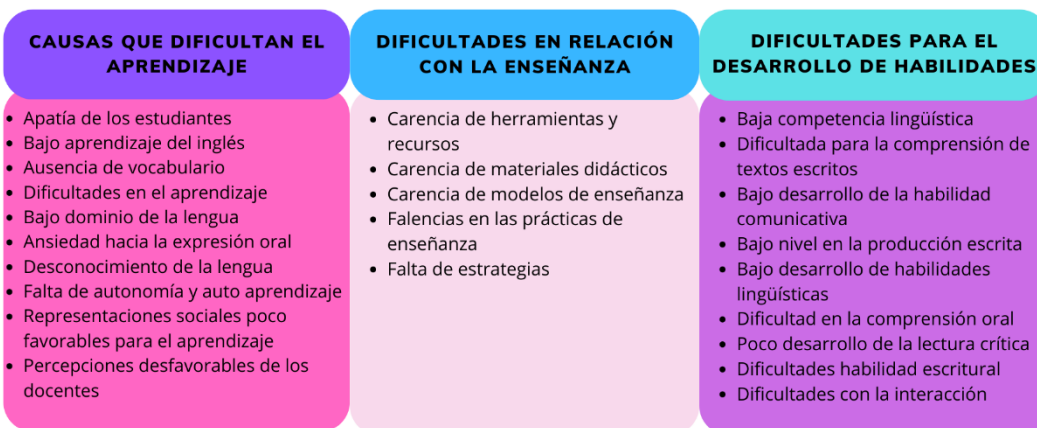 CAUSAS QUE DIFICULTAN EL
APRENDIZAJE
• Apatía de los estudiantes
• Bajo aprendizaje del inglés
• Ausencia de vocabulario
• Dificultades en el aprendizaje
• Bajo dominio de la lengua
• Ansiedad hacia la expresión oral
• Desconocimiento de la lengua
• Falta de autonomía y auto aprendizaje
• Representaciones sociales poco
favorables para el aprendizaje
• Percepciones desfavorables de los
docentes
DIFICULTADES EN RELACIÓN
CON LA ENSEÑANZA
• Carencia de herramientas y
recursos
• Carencia de materiales didácticos
• Carencia de modelos de enseñanza
• Falencias en las prácticas de
enseñanza
• Falta de estrategias
DIFICULTADES PARA EL
DESARROLLO DE HABILIDADES
• Baja competencia lingüística
• Dificultada para la comprensión de
textos escritos
• Bajo desarrollo de la habilidad
comunicativa
• Bajo nivel en la producción escrita
• Bajo desarrollo de habilidades
lingüísticas
• Dificultad en la comprensión oral
• Poco desarrollo de la lectura crítica
• Dificultades habilidad escritural
• Dificultades con la interacción